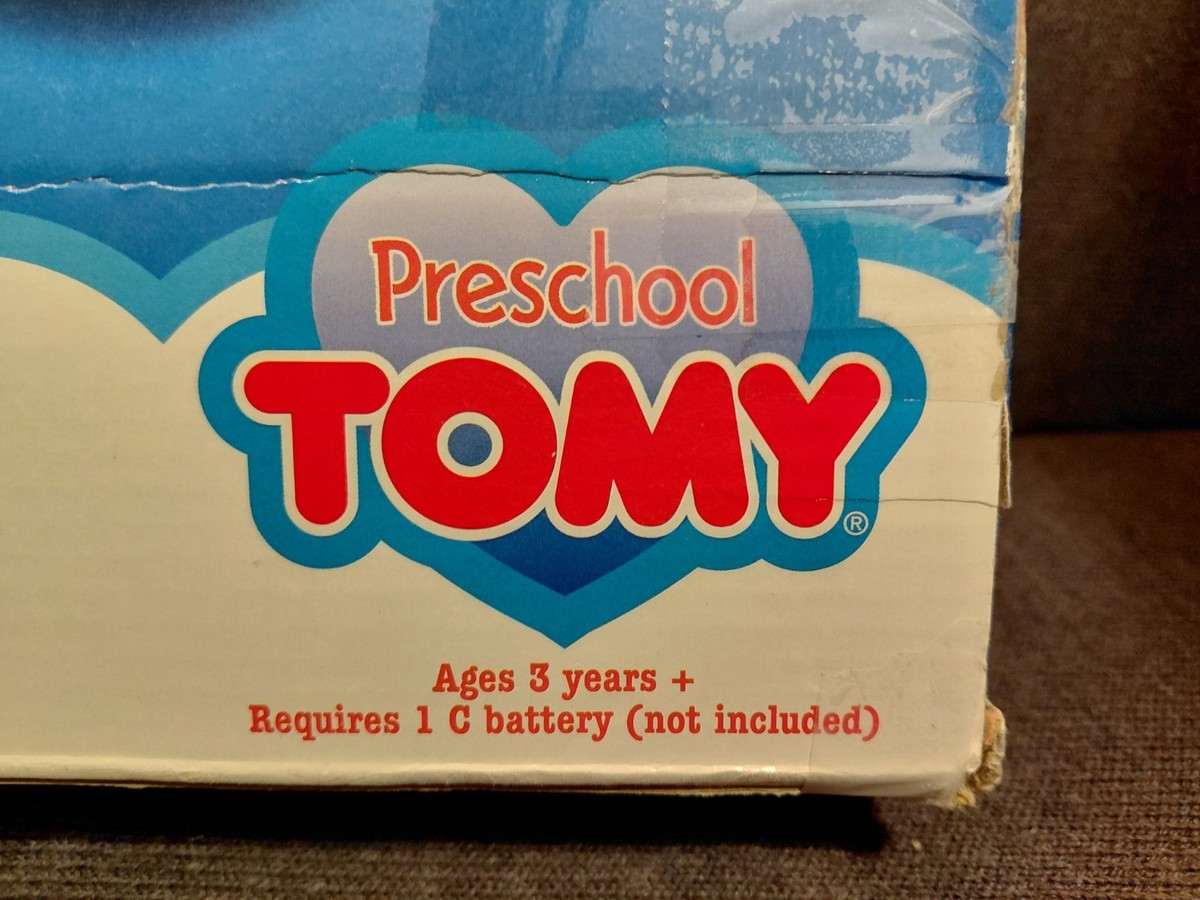 Preschool
TOMY®
Ages 3 years +
Requires 1 C battery (not included)